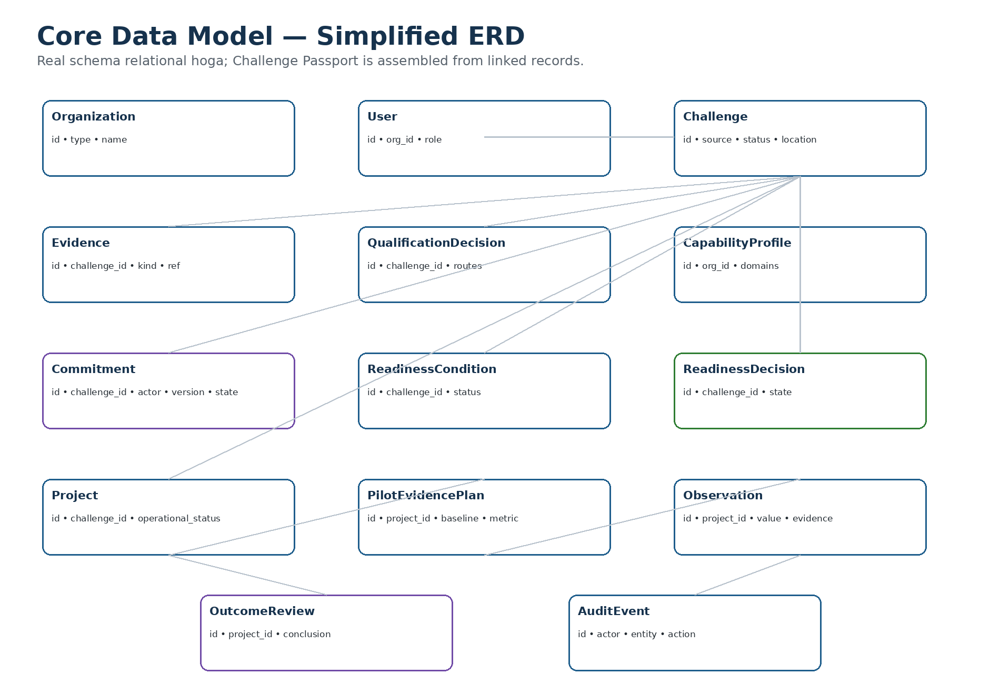 Core Data Model — Simplified ERD
Real schema relational hoga; Challenge Passport is assembled from linked records.
Organization
id • type • name
User
id • org_id • role
Challenge
id • source • status • location
Evidence
id • challenge_id • kind • ref
QualificationDecision
id • challenge_id • routes
CapabilityProfile
id • org_id • domains
Commitment
id • challenge_id • actor • version • state
ReadinessCondition
id • challenge_id • status
ReadinessDecision
id • challenge_id • state
Project
id • challenge_id • operational_status
PilotEvidencePlan
id • project_id • baseline • metric
Observation
id • project_id • value • evidence
OutcomeReview
id • project_id • conclusion
AuditEvent
id • actor • entity • action